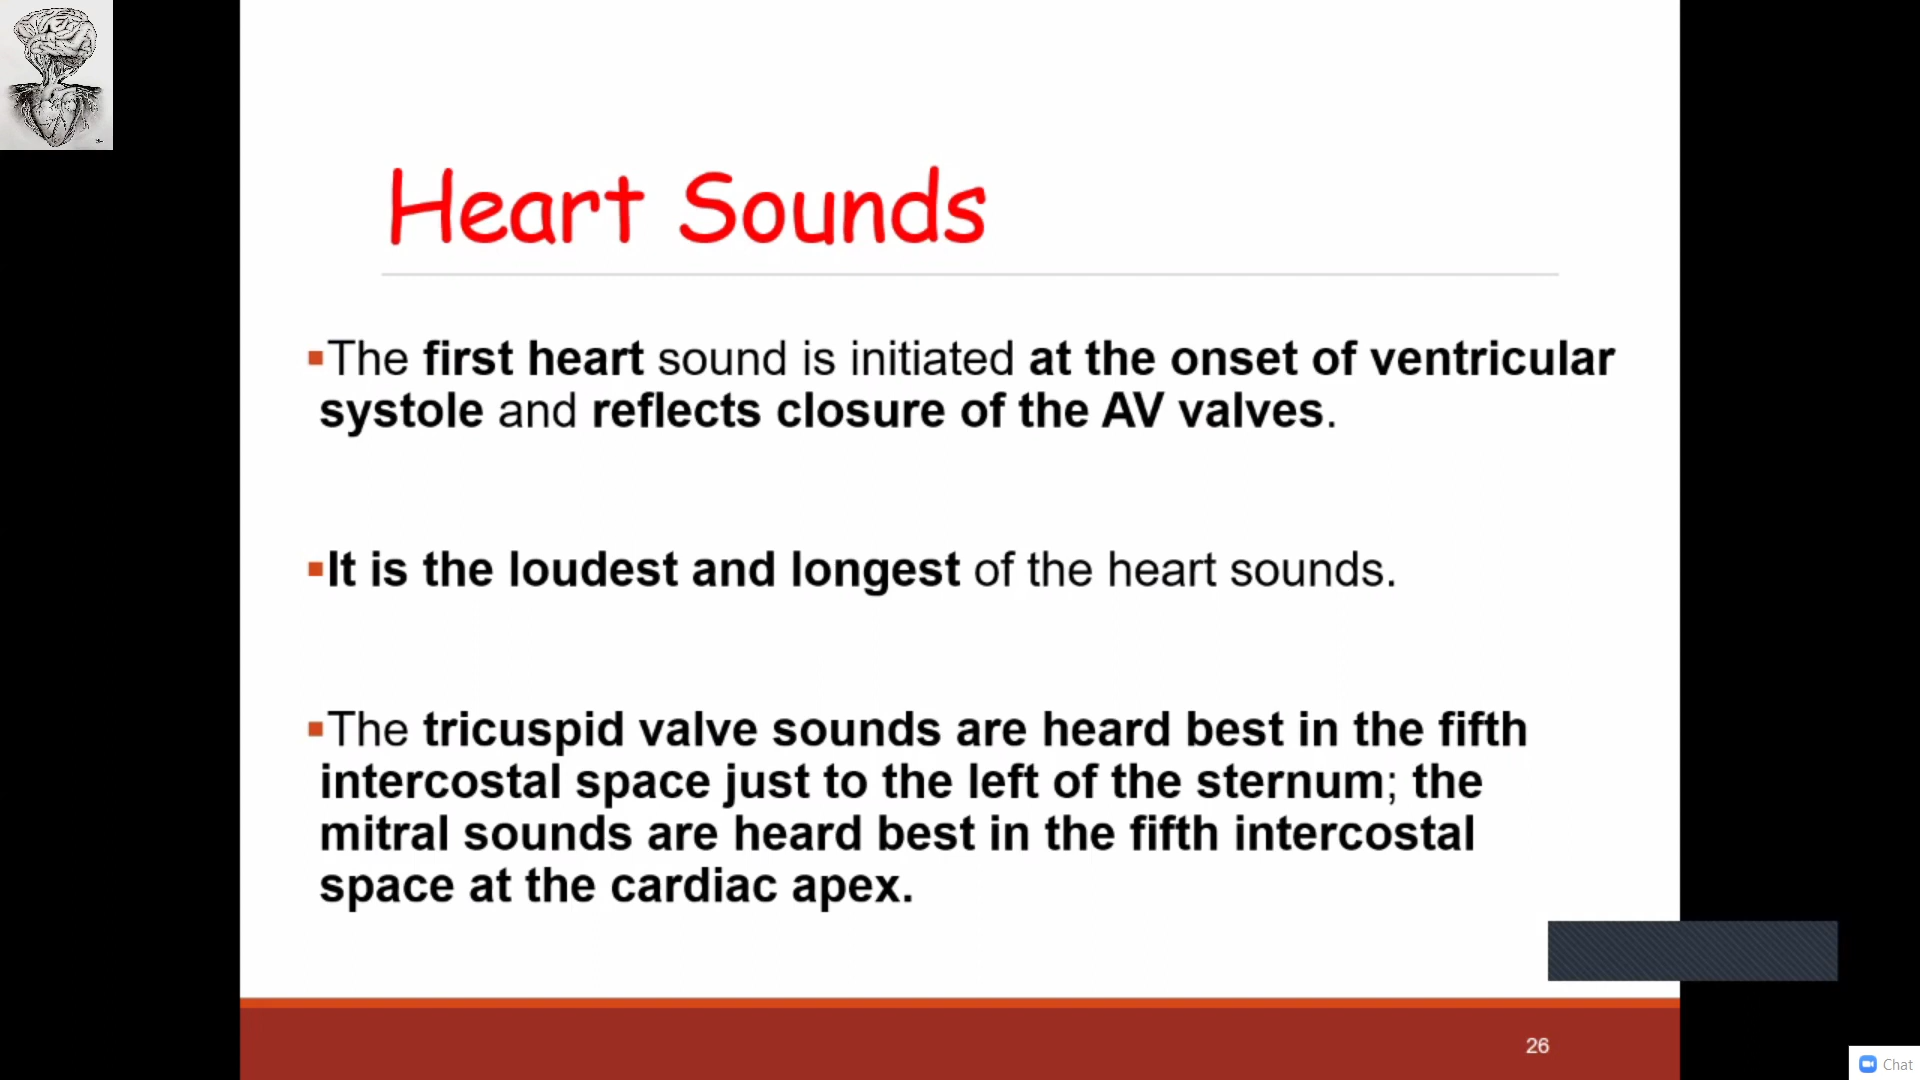 Heart Sounds
▪The first heart sound is initiated at the onset of ventricular
systole and reflects closure of the AV valves.
▪It is the loudest and longest of the heart sounds.
▪The tricuspid valve sounds are heard best in the fifth
intercostal space just to the left of the sternum; the
mitral sounds are heard best in the fifth intercostal
space at the cardiac apex.
26
Chat